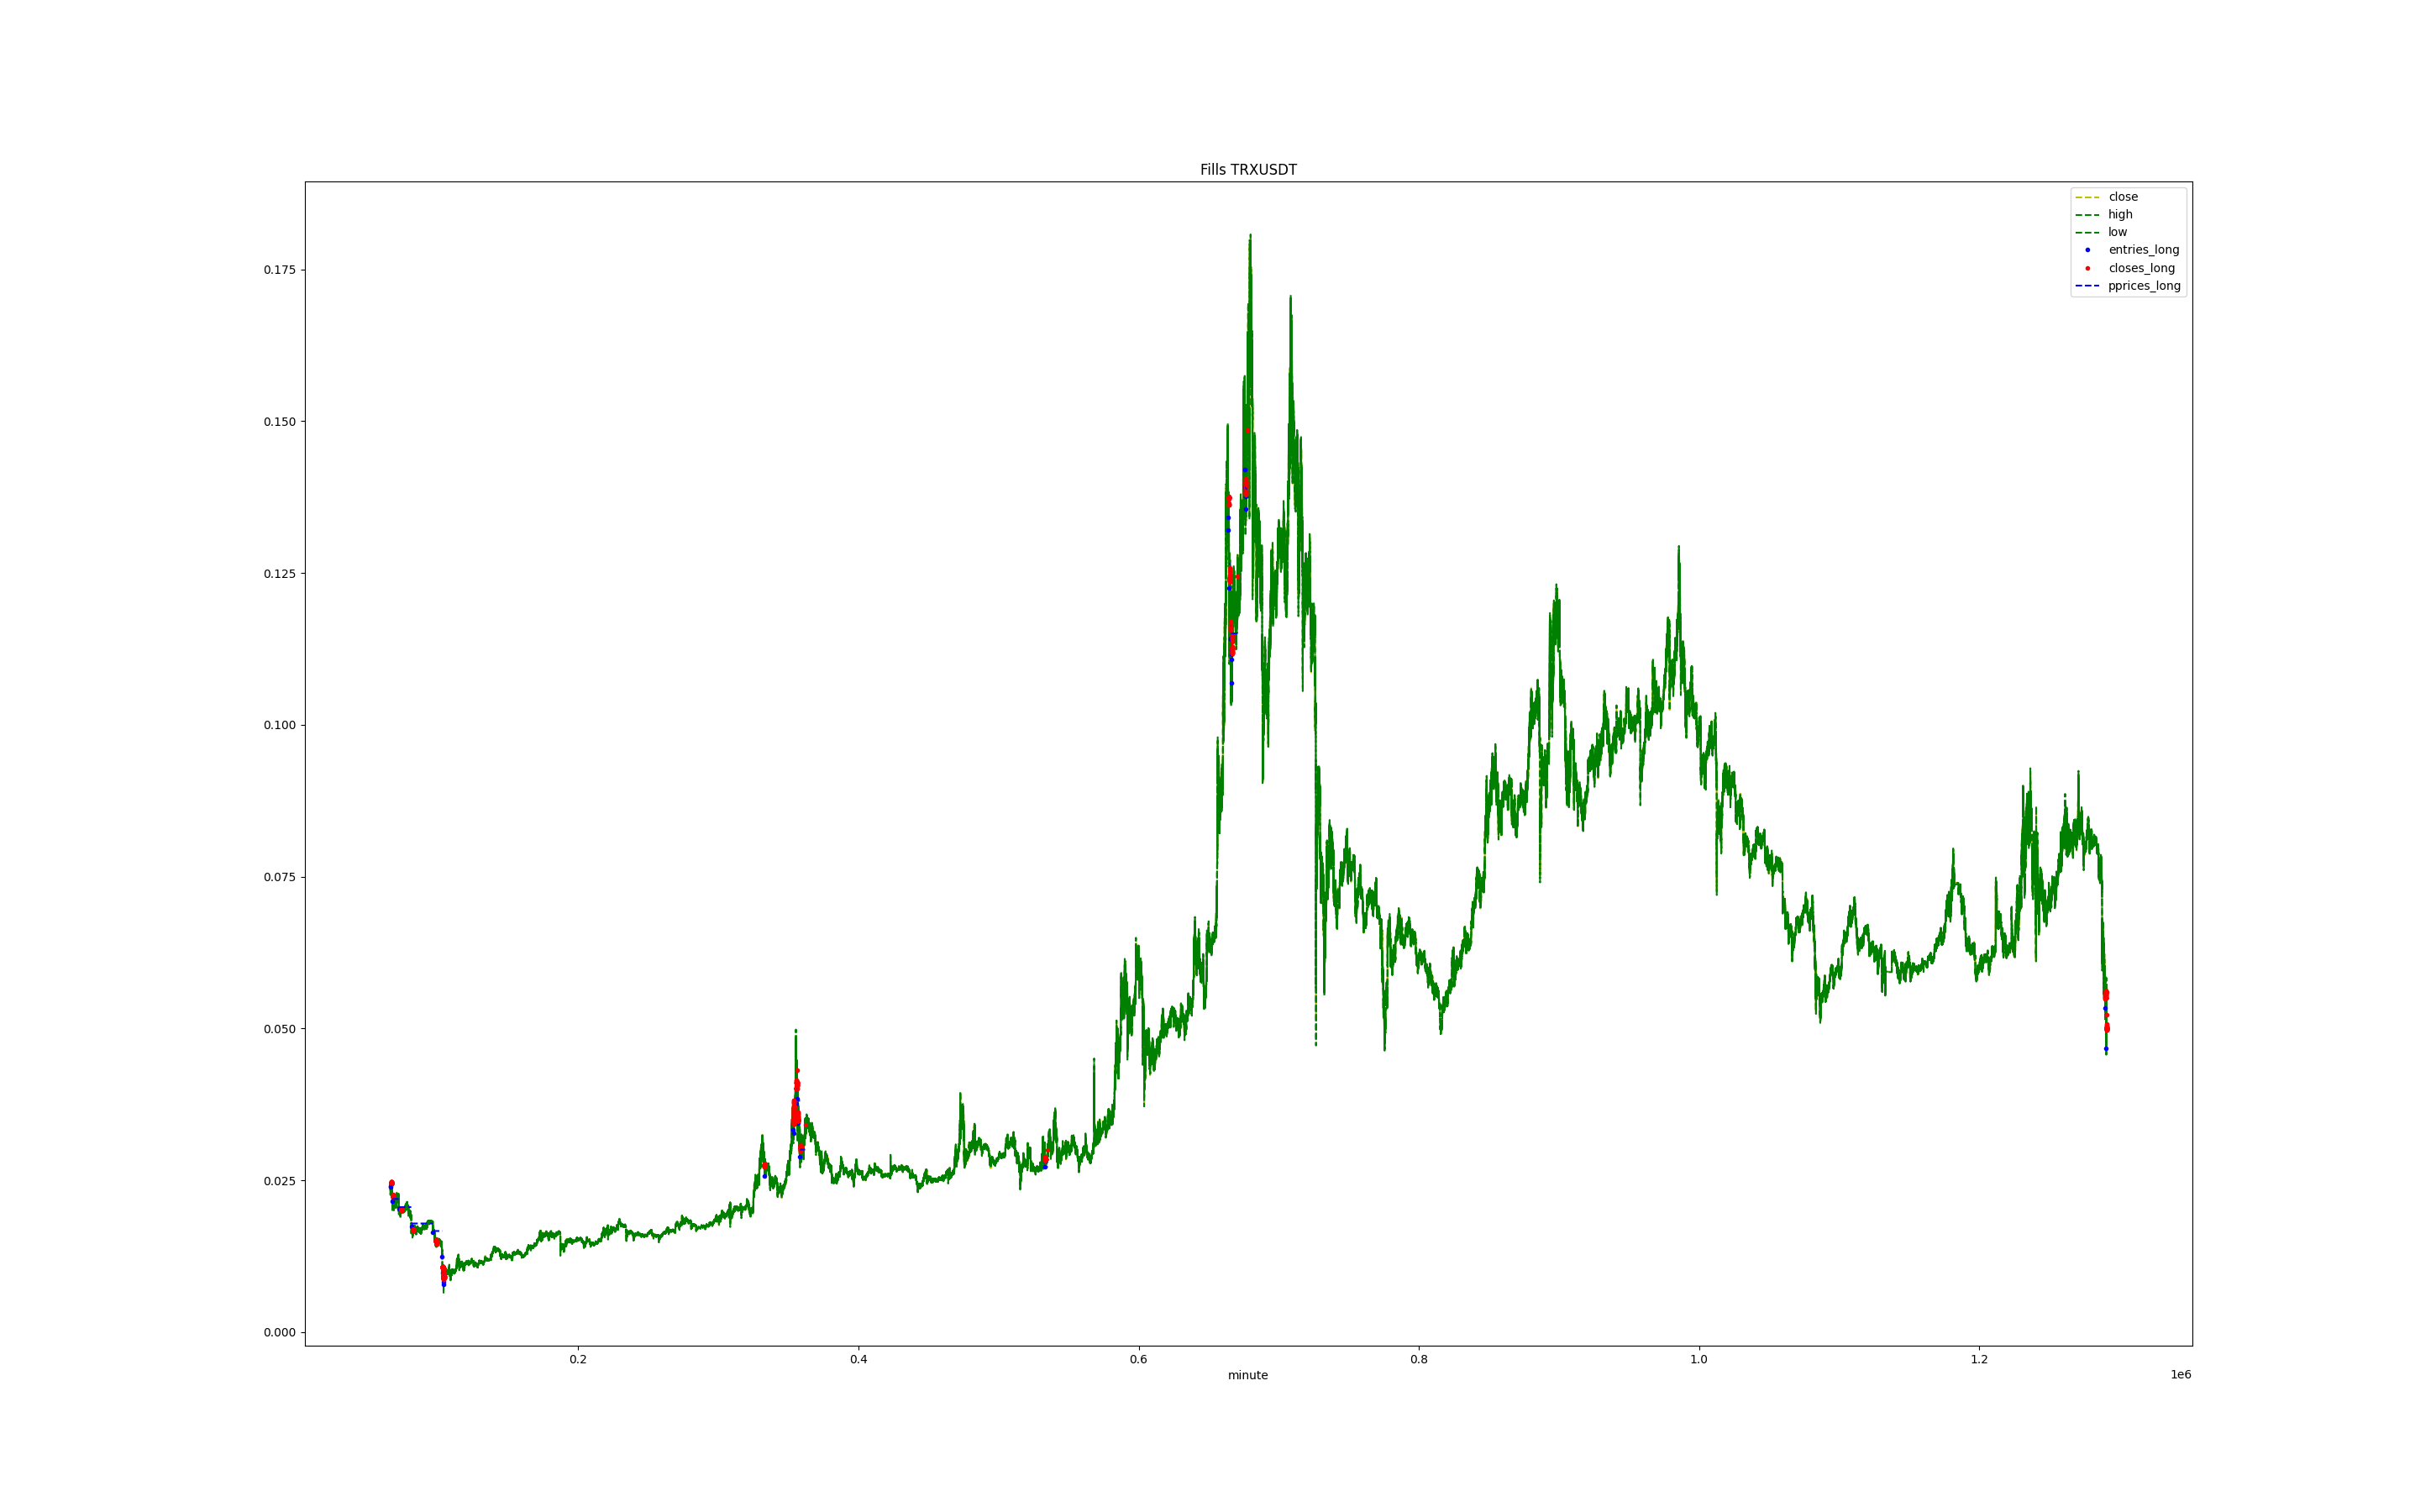 Fills TRXUSDT
close
high
low
entries_long
closes_long
pprices_long
0.175
0.150
0.125
0.100
0.075
0.050
0.025
0.000
0.2 0.4 0.6 0.8 1.0 1.2
minute 1e6